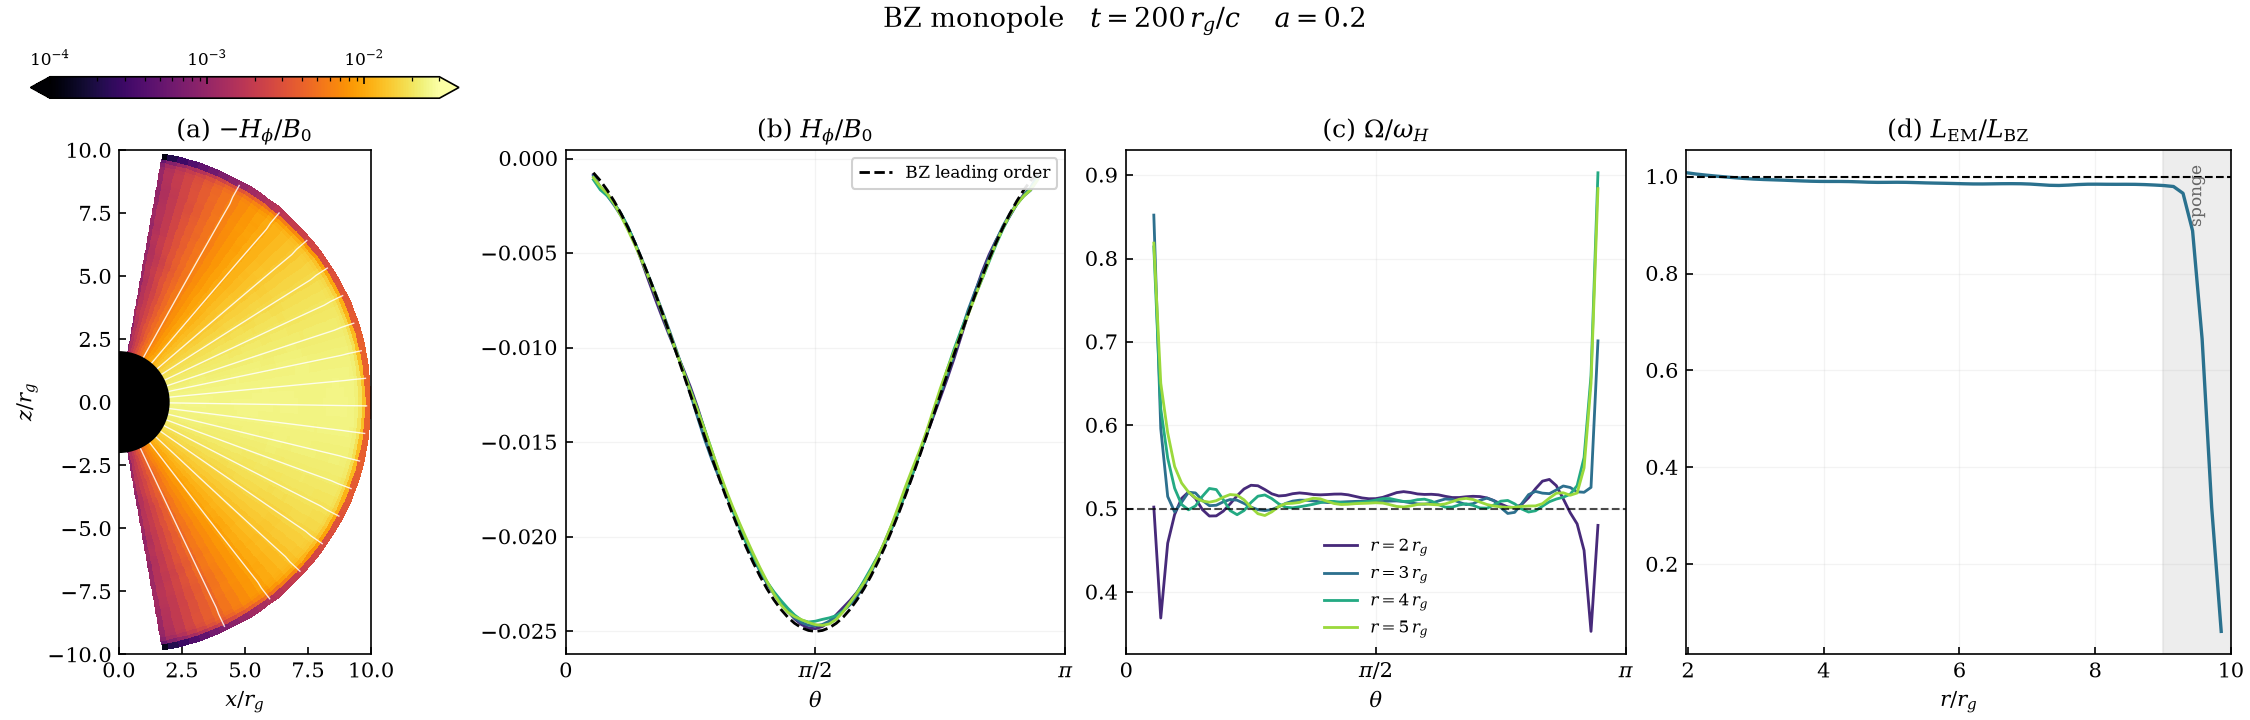 BZ monopole t = 200 r_g/c a = 0.2
10⁻⁴ 10⁻³ 10⁻²
(a) −H_ϕ/B₀
10.0
7.5
5.0
2.5
0.0
−2.5
−5.0
−7.5
−10.0
z/r_g
0.0 2.5 5.0 7.5 10.0
x/r_g
(b) H_ϕ/B₀
BZ leading order
0.000
−0.005
−0.010
−0.015
−0.020
−0.025
0 π/2 π
θ
(c) Ω/ω_H
0.9
0.8
0.7
0.6
0.5
0.4
r = 2 r_g
r = 3 r_g
r = 4 r_g
r = 5 r_g
0 π/2 π
θ
(d) L_EM/L_BZ
sponge
1.0
0.8
0.6
0.4
0.2
2 4 6 8 10
r/r_g